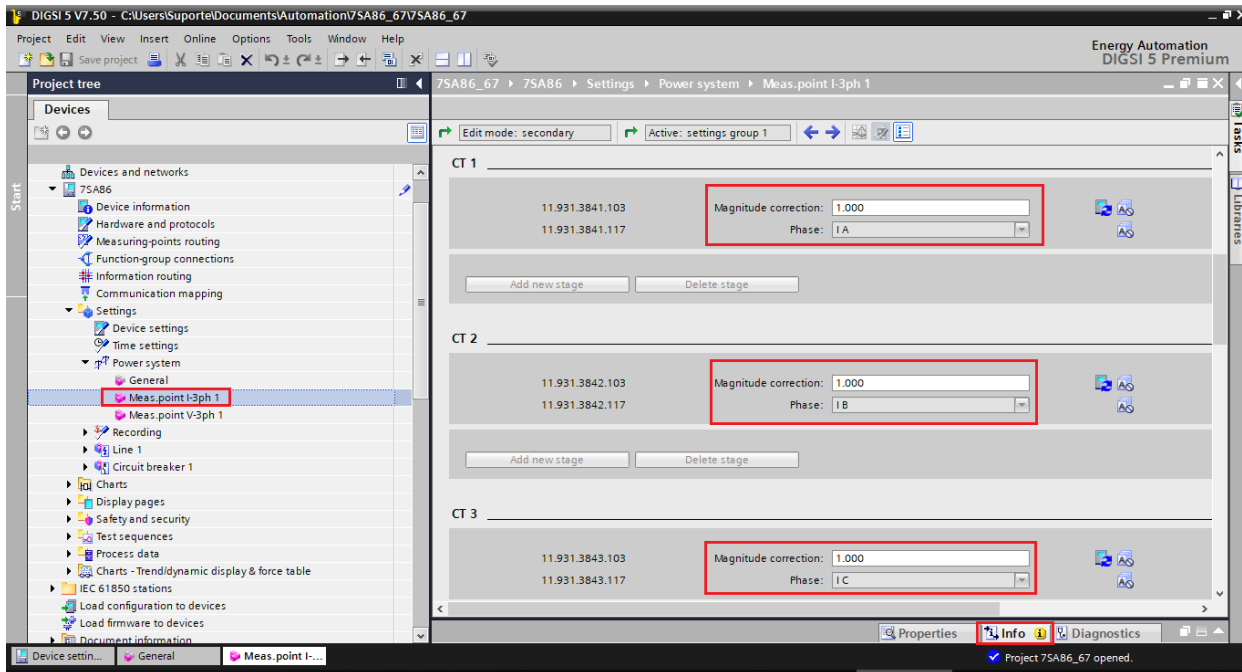 DIGSI 5 V7.50 - C:\Users\Suporte\Documents\Automation\7SA86_67\7SA86_67
Project Edit View Insert Online Options Tools Window Help
Save project
Energy Automation
DIGSI 5 Premium
Project tree
7SA86_67 7SA86 Settings Power system Meas.point I-3ph 1
Devices
Edit mode: secondary
Active: settings group 1
Tasks
Libraries
Start
Devices and networks
7SA86
Device information
Hardware and protocols
Measuring-points routing
Function-group connections
Information routing
Communication mapping
Settings
Device settings
Time settings
Power system
General
Meas.point I-3ph 1
Meas.point V-3ph 1
Recording
Line 1
Circuit breaker 1
Charts
Display pages
Safety and security
Test sequences
Process data
Charts - Trend/dynamic display & force table
IEC 61850 stations
Load configuration to devices
Load firmware to devices
Document information
CT 1
11.931.3841.103 Magnitude correction: 1.000
11.931.3841.117 Phase: I A
Add new stage Delete stage
CT 2
11.931.3842.103 Magnitude correction: 1.000
11.931.3842.117 Phase: I B
Add new stage Delete stage
CT 3
11.931.3843.103 Magnitude correction: 1.000
11.931.3843.117 Phase: I C
Properties Info Diagnostics
Device settin... General Meas.point I-... Project 7SA86_67 opened.